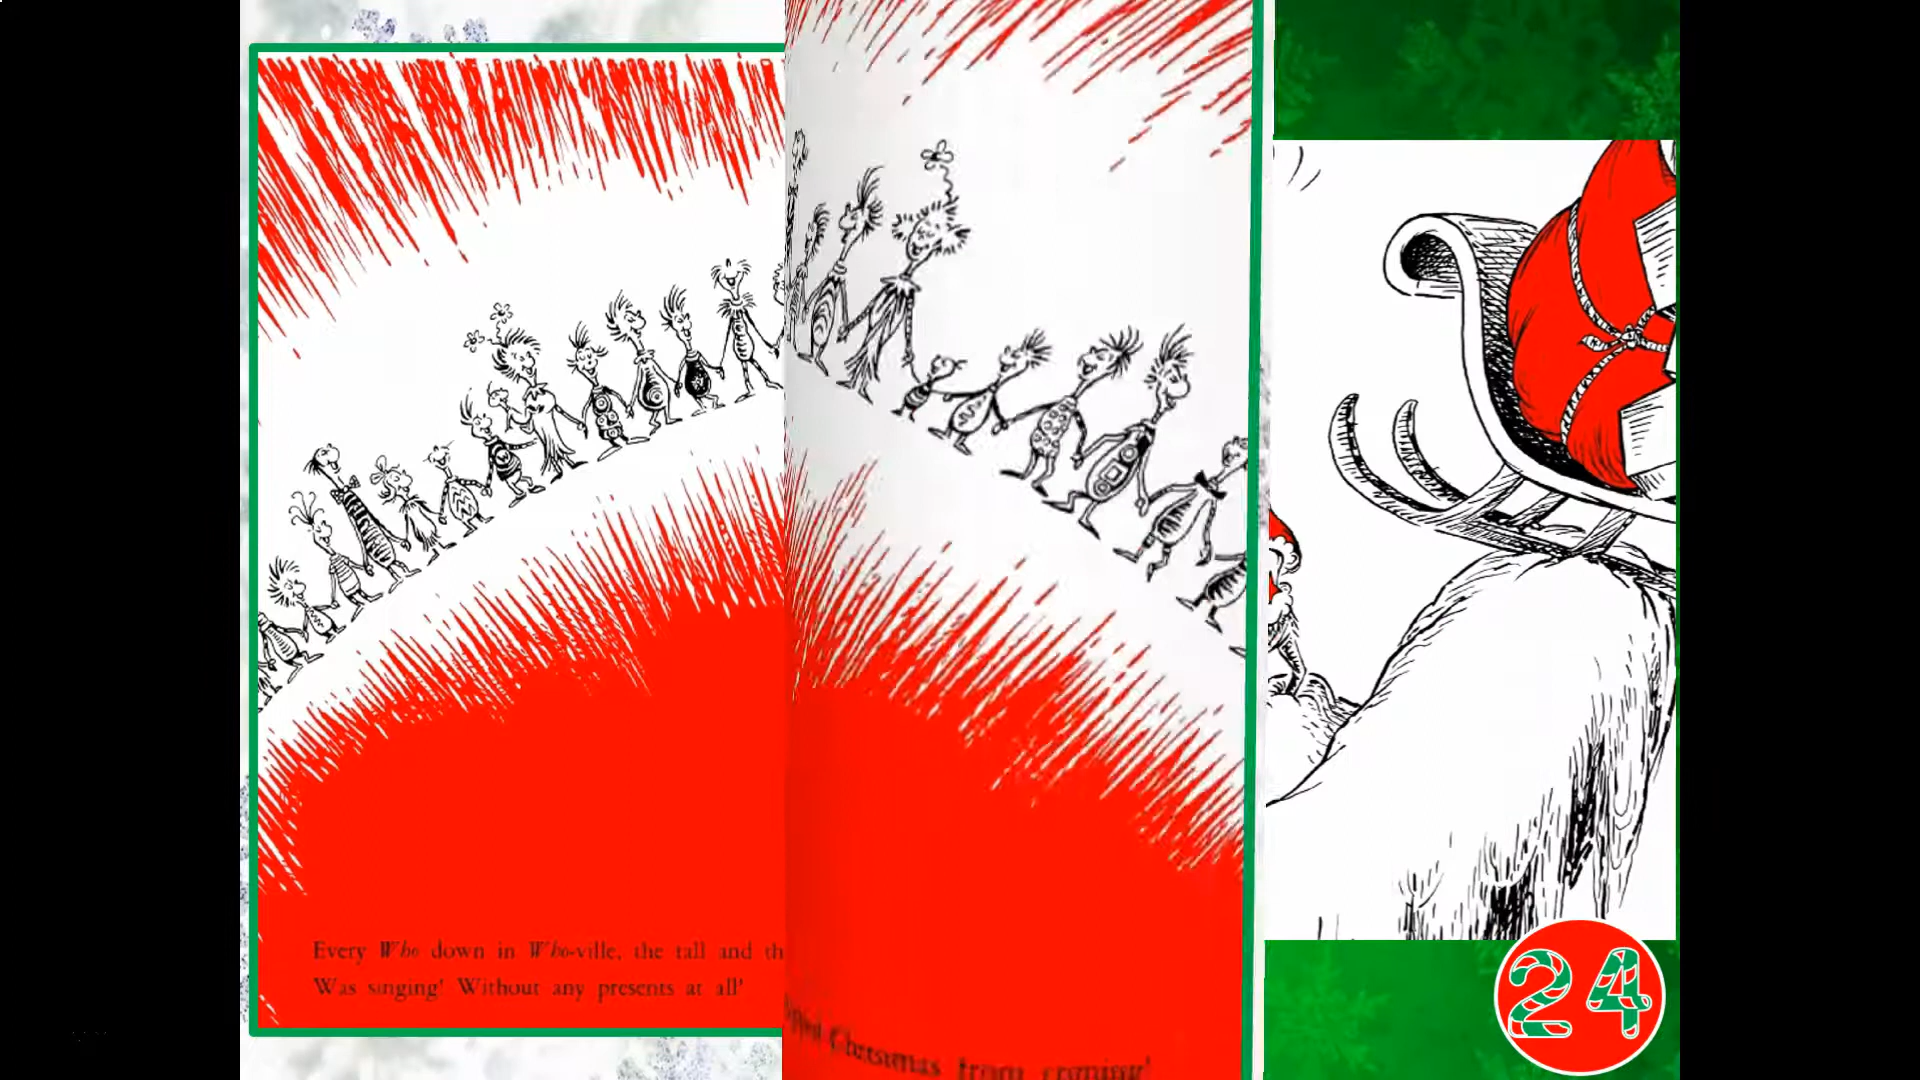 Every Who down in Who-ville, the tall and th
Was singing! Without any presents at all!
Christmas from coming!
24